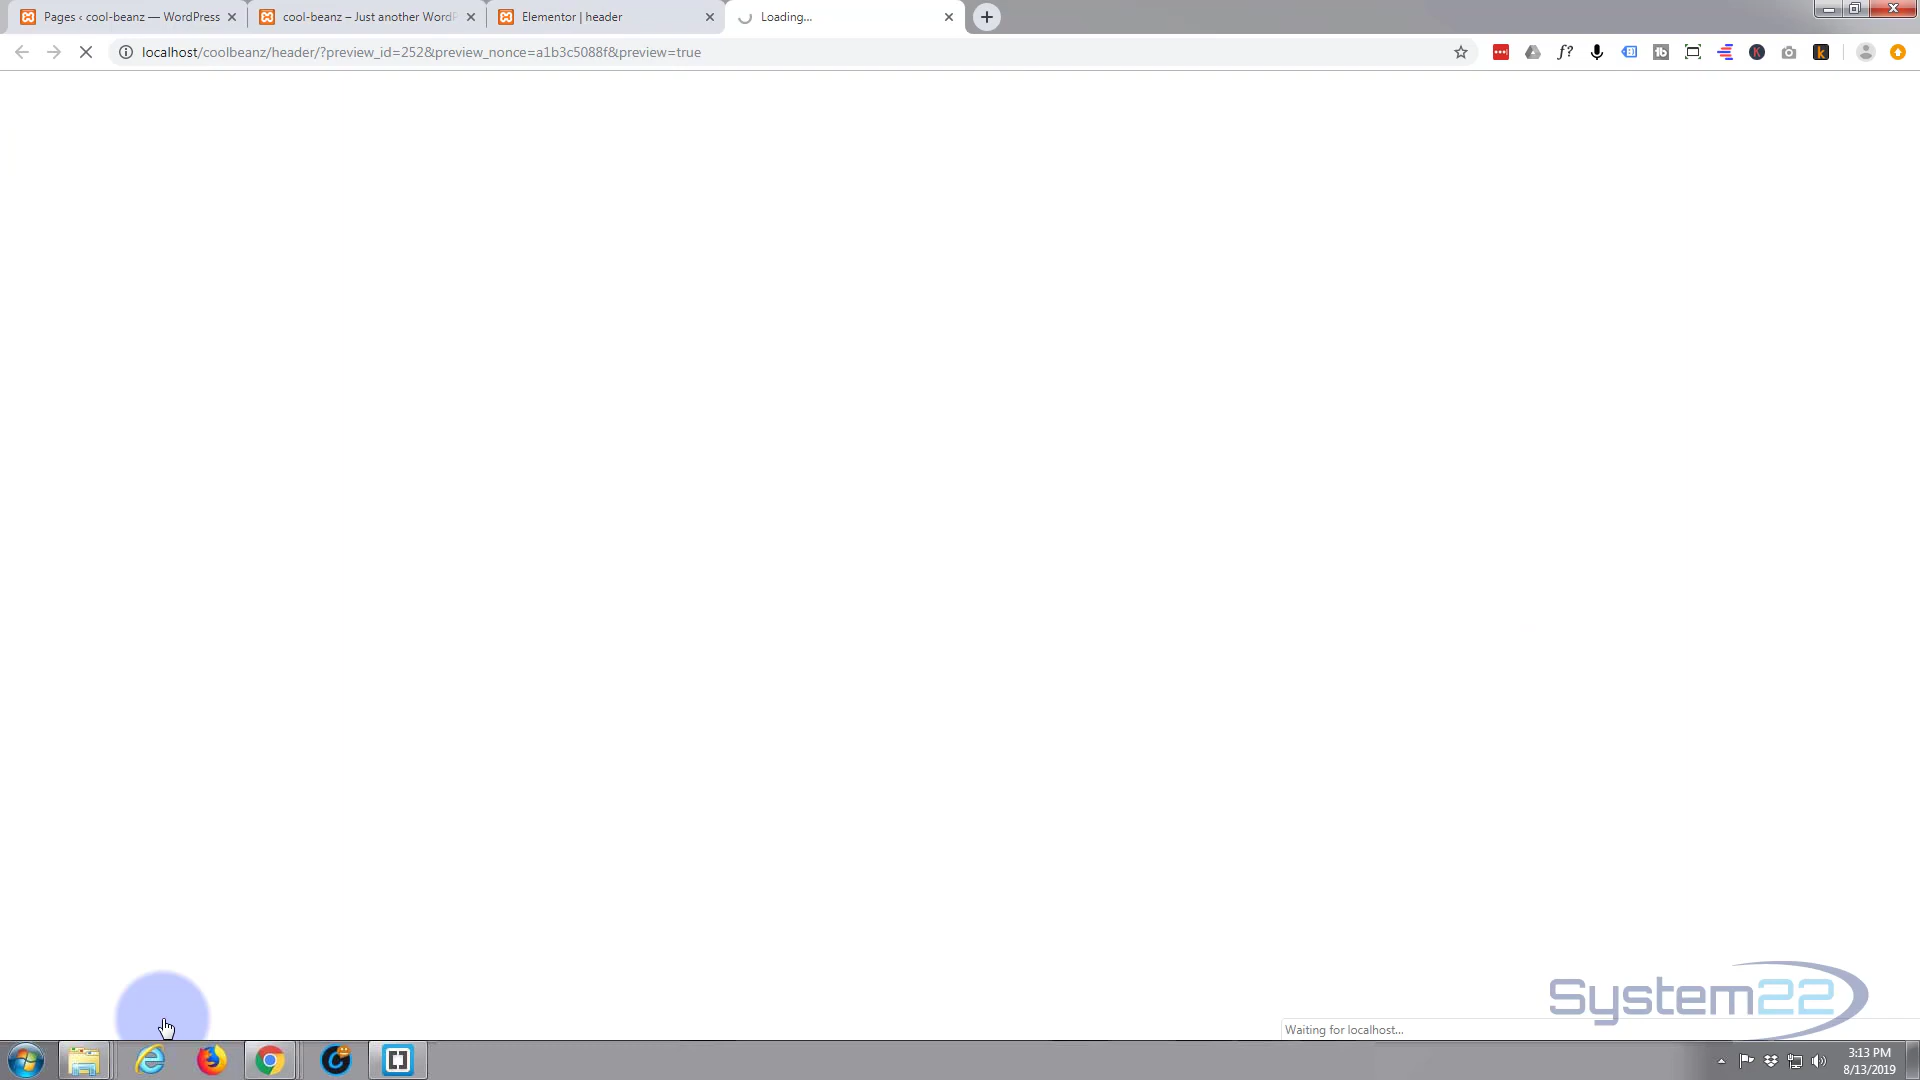 Pages ‹ cool-beanz — WordPress
cool-beanz – Just another WordP
Elementor | header
Loading...
localhost/coolbeanz/header/?preview_id=252&preview_nonce=a1b3c5088f&preview=true
f?
tb
K
k
System22
Waiting for localhost...
3:13 PM
8/13/2019